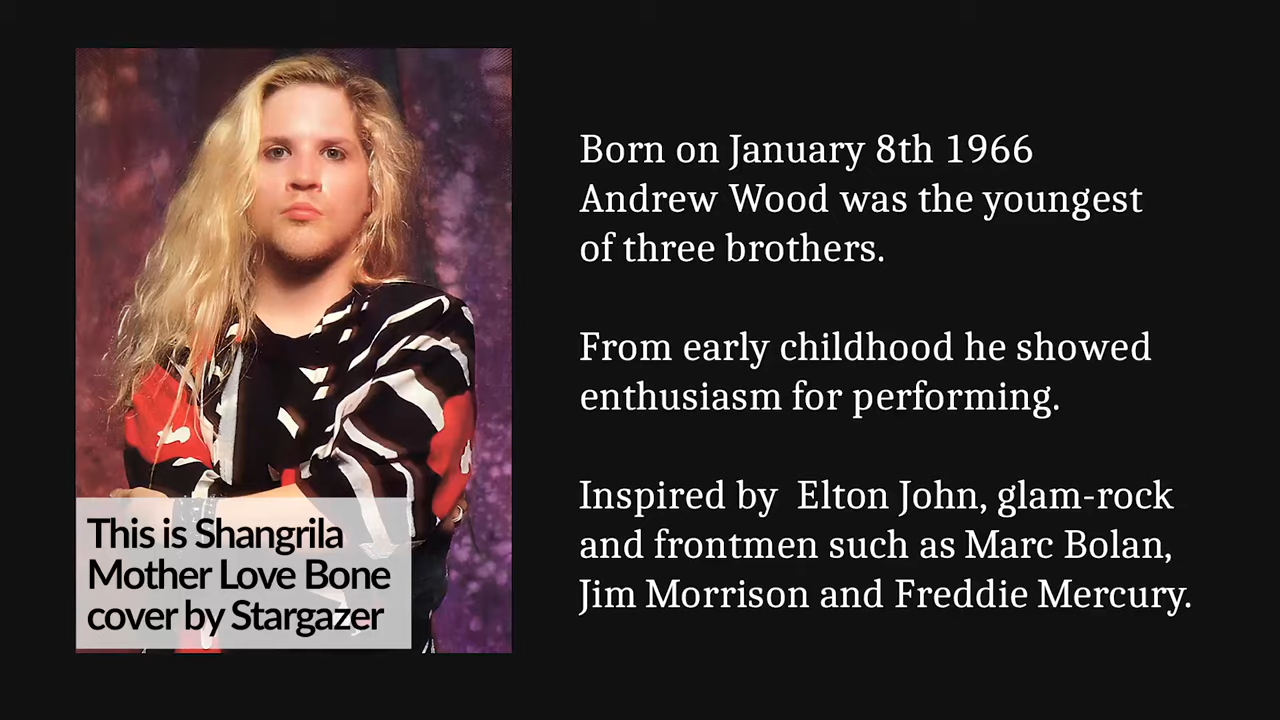 Born on January 8th 1966
Andrew Wood was the youngest
of three brothers.
From early childhood he showed
enthusiasm for performing.
Inspired by  Elton John, glam-rock
and frontmen such as Marc Bolan,
Jim Morrison and Freddie Mercury.
This is Shangrila
Mother Love Bone
cover by Stargazer